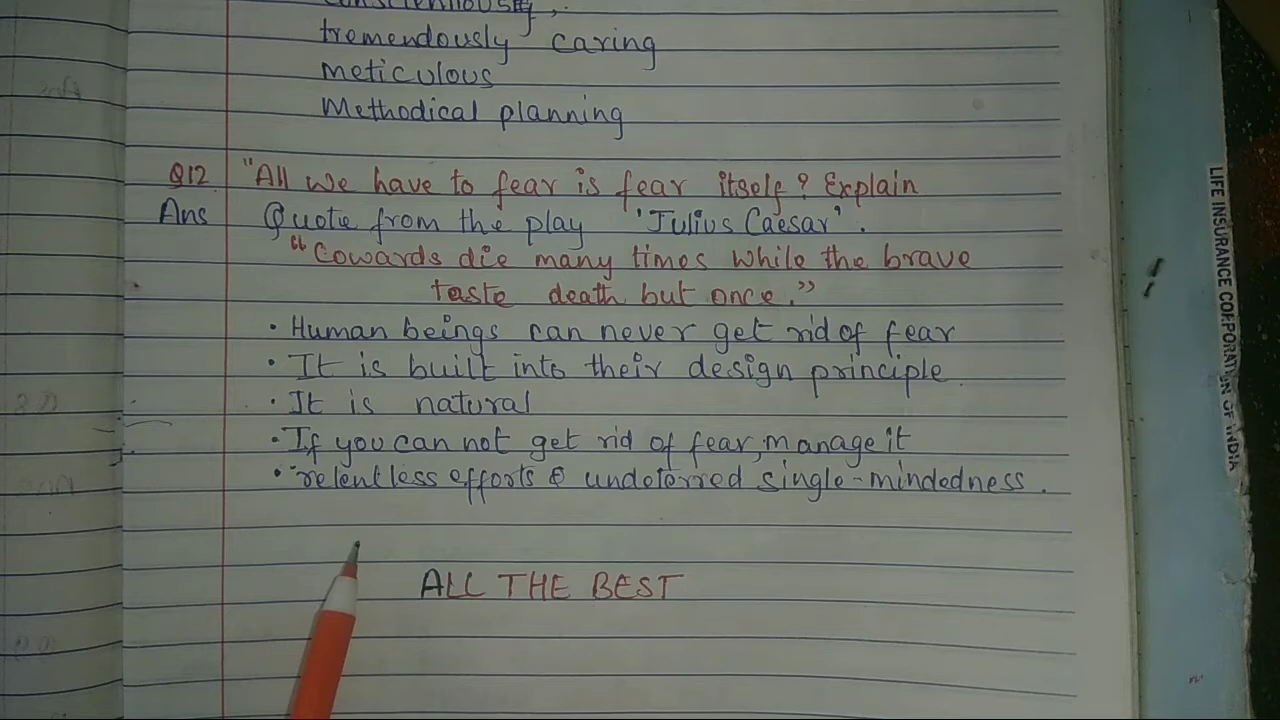 conscientiously,
tremendously caring
meticulous
Methodical planning
Q12 "All we have to fear is fear itself? Explain
Ans Quote from the play 'Julius Caesar'.
"Cowards die many times while the brave
taste death but once."
• Human beings can never get rid of fear
• It is built into their design principle.
• It is natural
• If you can not get rid of fear, manage it
• relentless efforts & undeterred single-mindedness.
ALL THE BEST
LIFE INSURANCE CORPORATION OF INDIA